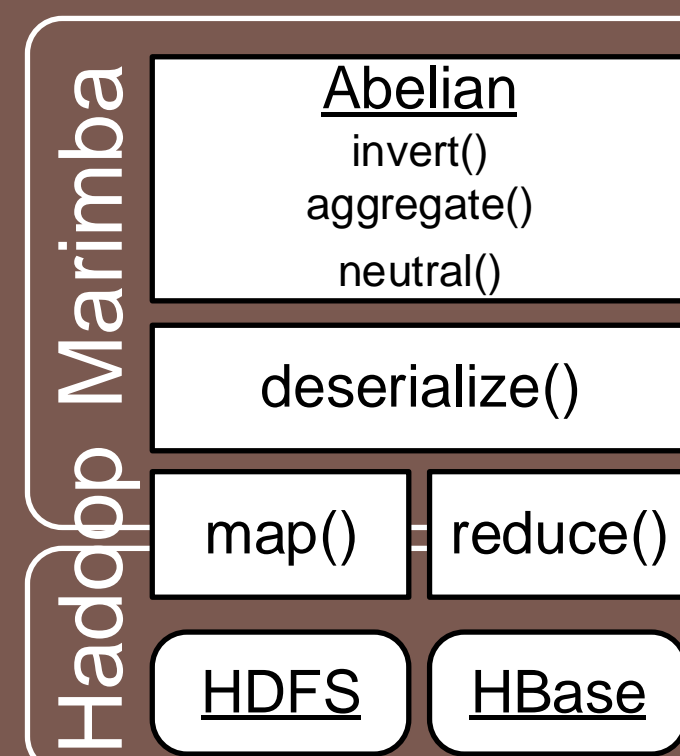 Marimba
Abelian
invert()
aggregate()
neutral()
deserialize()
map()
reduce()
Hadoop
HDFS
HBase